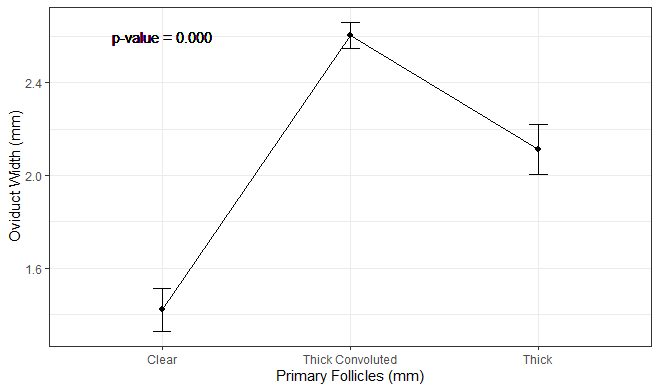 p-value = 0.000
2.4
2.0
1.6
Oviduct Width (mm)
Clear
Thick Convoluted
Thick
Primary Follicles (mm)